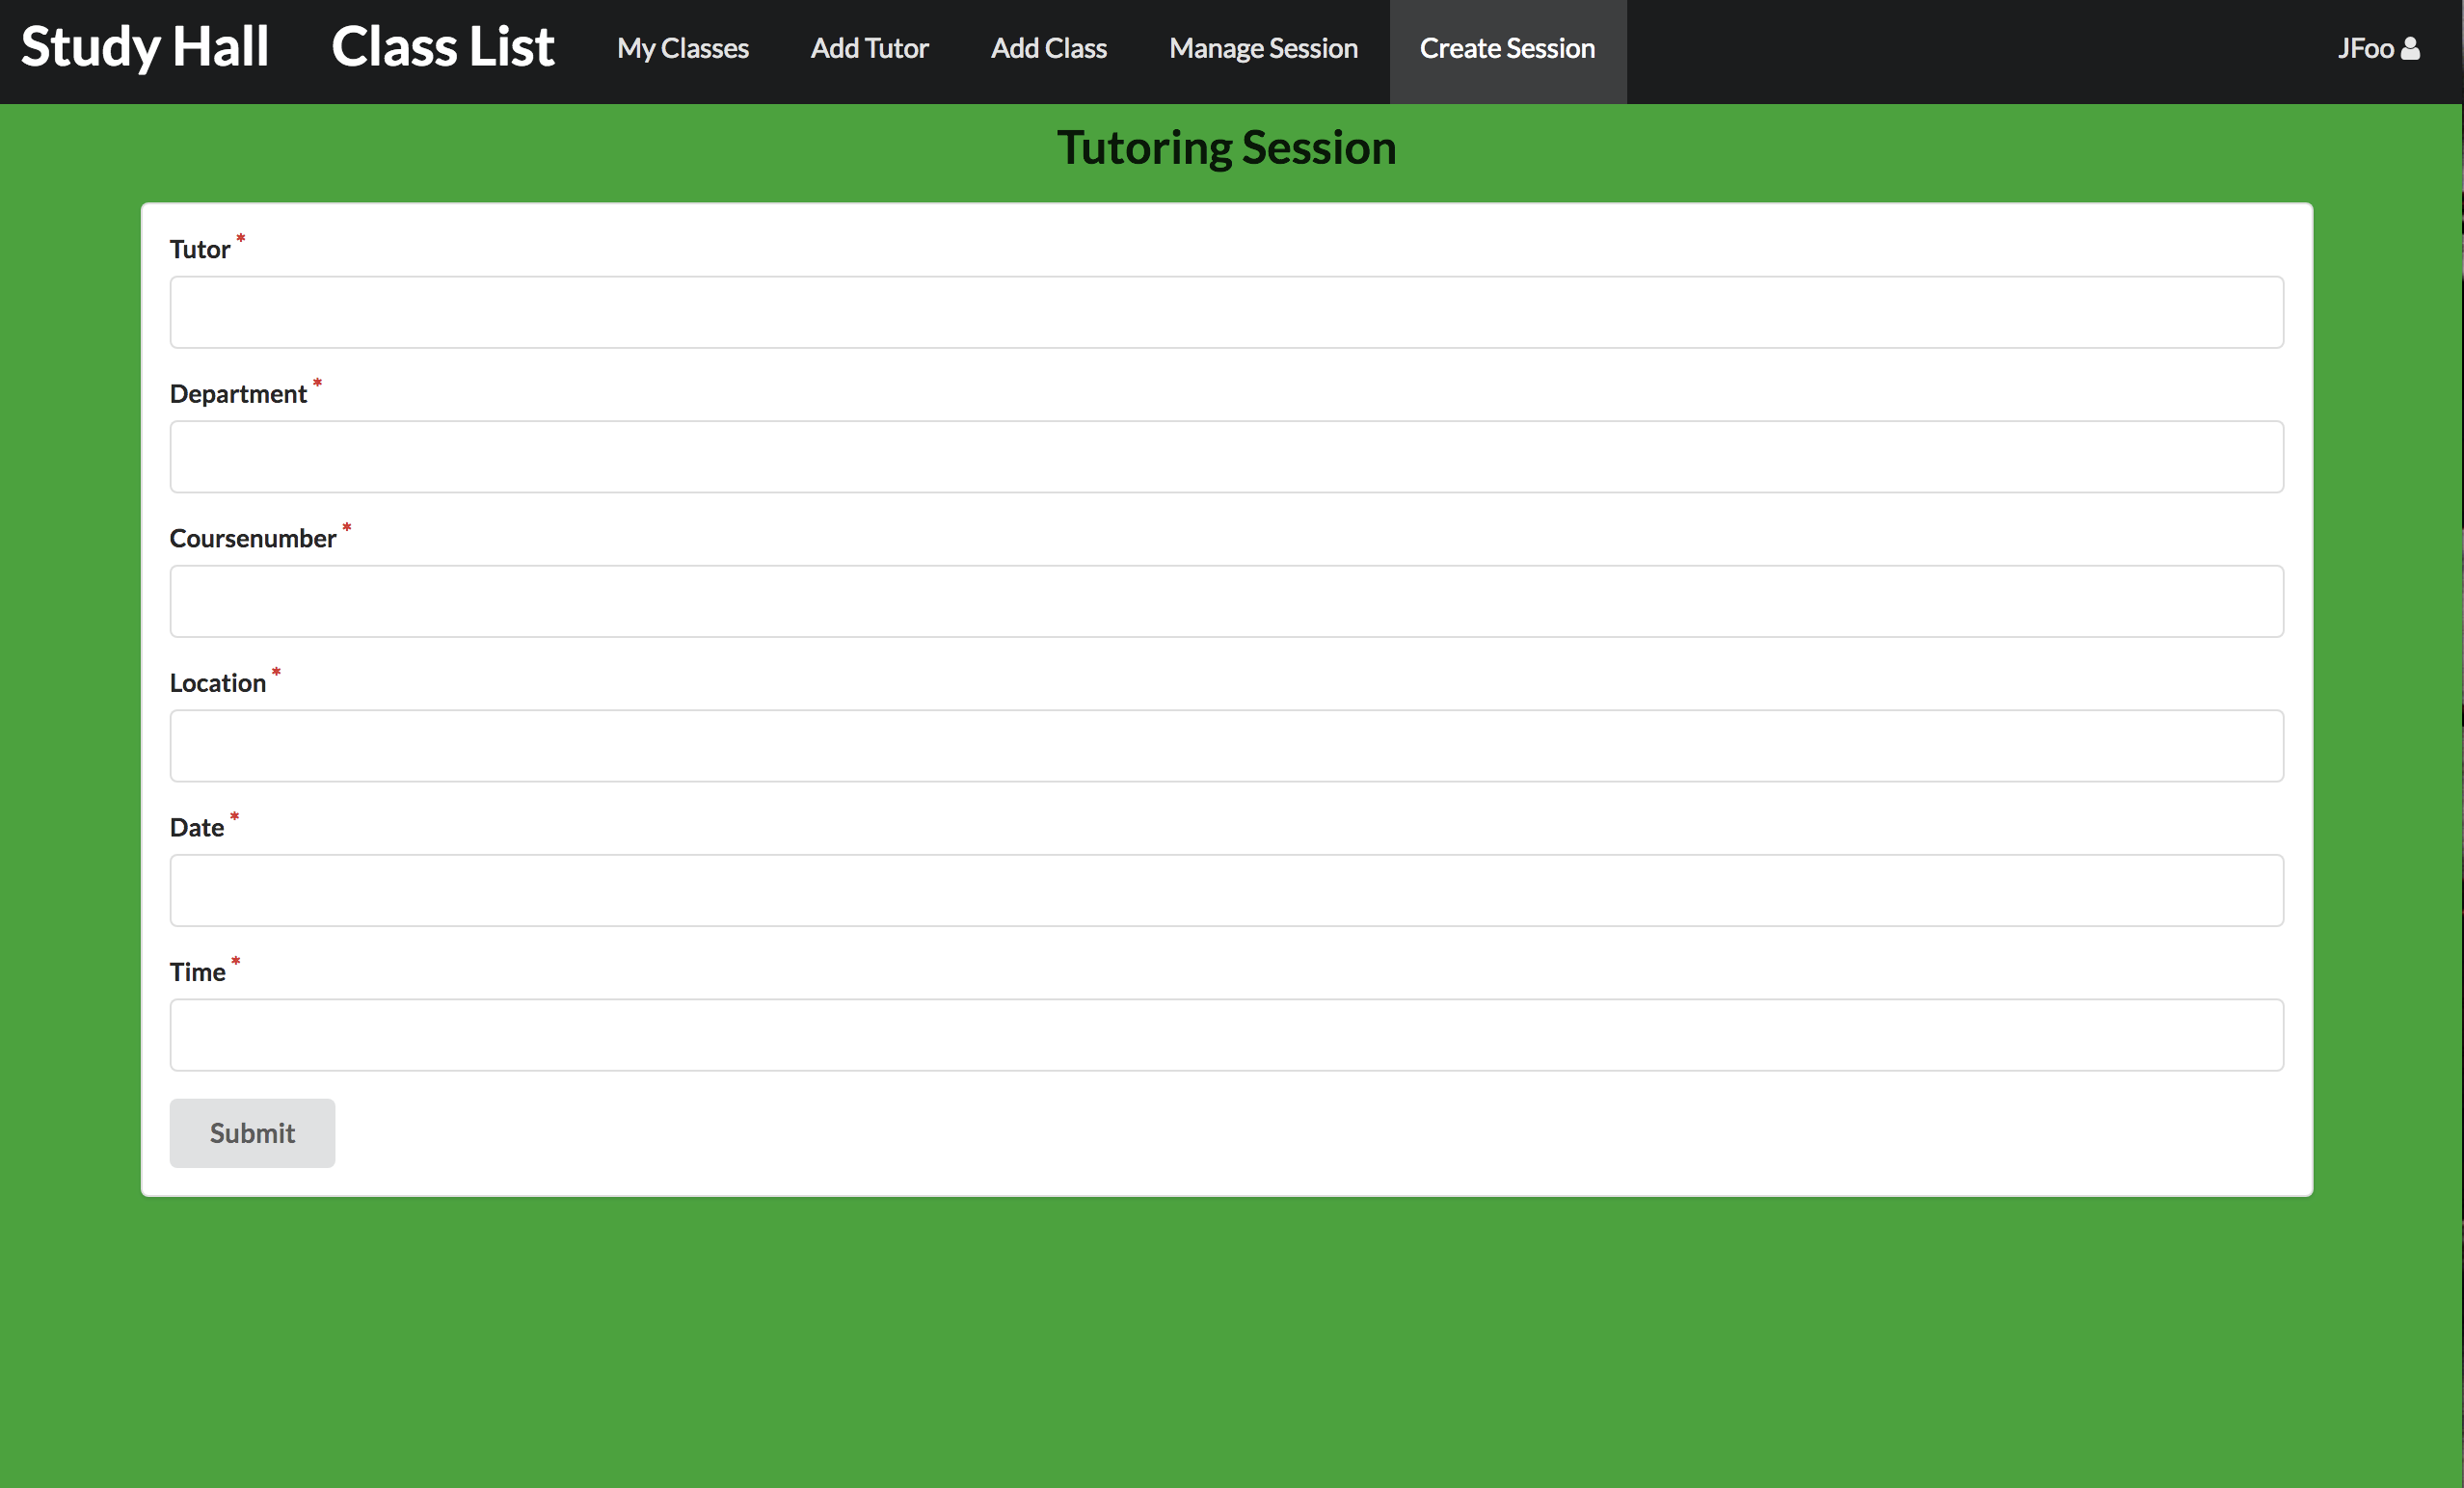 Study Hall Class List My Classes Add Tutor Add Class Manage Session Create Session JFoo
Tutoring Session
Tutor *
Department *
Coursenumber *
Location *
Date *
Time *
Submit